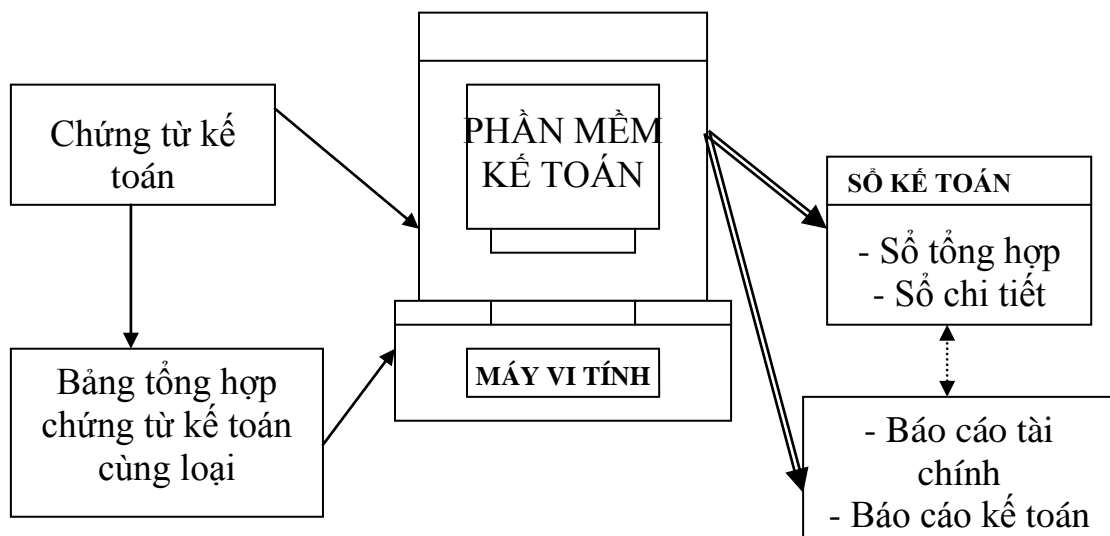 Chứng từ kế
toán
Bảng tổng hợp
chứng từ kế toán
cùng loại
PHẦN MỀM
KẾ TOÁN
MÁY VI TÍNH
SỔ KẾ TOÁN
- Sổ tổng hợp
- Sổ chi tiết
- Báo cáo tài
chính
- Báo cáo kế toán